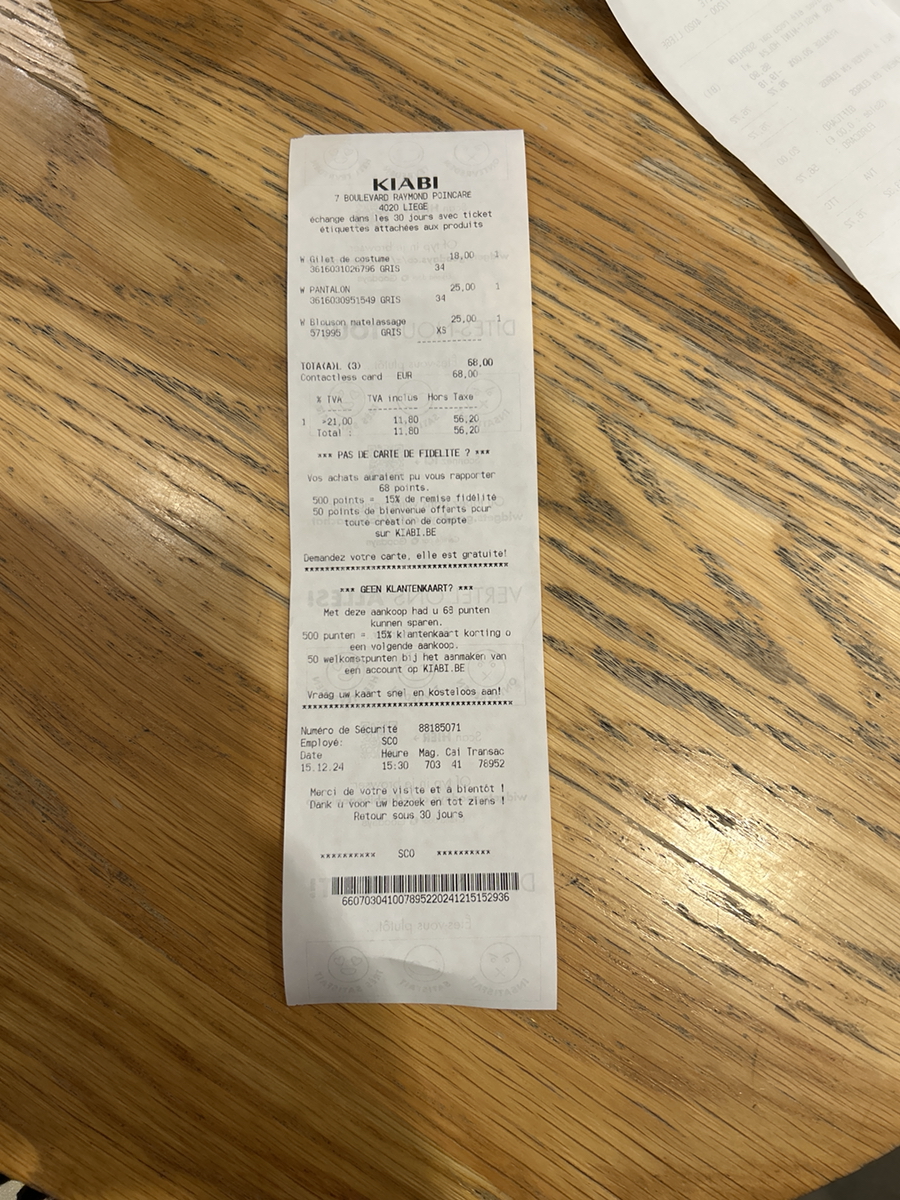 KIABI
7 BOULEVARD RAYMOND POINCARE
4020 LIEGE
échange dans les 30 jours avec ticket
étiquettes attachées aux produits
W Gilet de costume 18,00 1
3616031026796 GRIS 34
W PANTALON 25,00 1
3616030951549 GRIS 34
W Blouson matelassage 25,00 1
571995 GRIS XS
TOTA(A)L (3) 68,00
Contactless card EUR 68,00
% TVA TVA inclus Hors Taxe
1 *21,00 11,80 56,20
Total : 11,80 56,20
*** PAS DE CARTE DE FIDELITE ? ***
Vos achats auraient pu vous rapporter
68 points.
500 points = 15% de remise fidélité
50 points de bienvenue offerts pour
toute création de compte
sur KIABI.BE
Demandez votre carte, elle est gratuite!
***************************************
*** GEEN KLANTENKAART? ***
Met deze aankoop had u 68 punten
kunnen sparen.
500 punten = 15% klantenkaart korting o
een volgende aankoop.
50 welkomstpunten bij het aanmaken van
een account op KIABI.BE
Vraag uw kaart snel en kosteloos aan!
****************************************
Numéro de Sécurité 88185071
Employé: SCO
Date Heure Mag. Cai Transac
15.12.24 15:30 703 41 78952
Merci de votre visite et à bientôt !
Dank u voor uw bezoek en tot ziens !
Retour sous 30 jours
********** SCO **********
660703041007895220241215152936